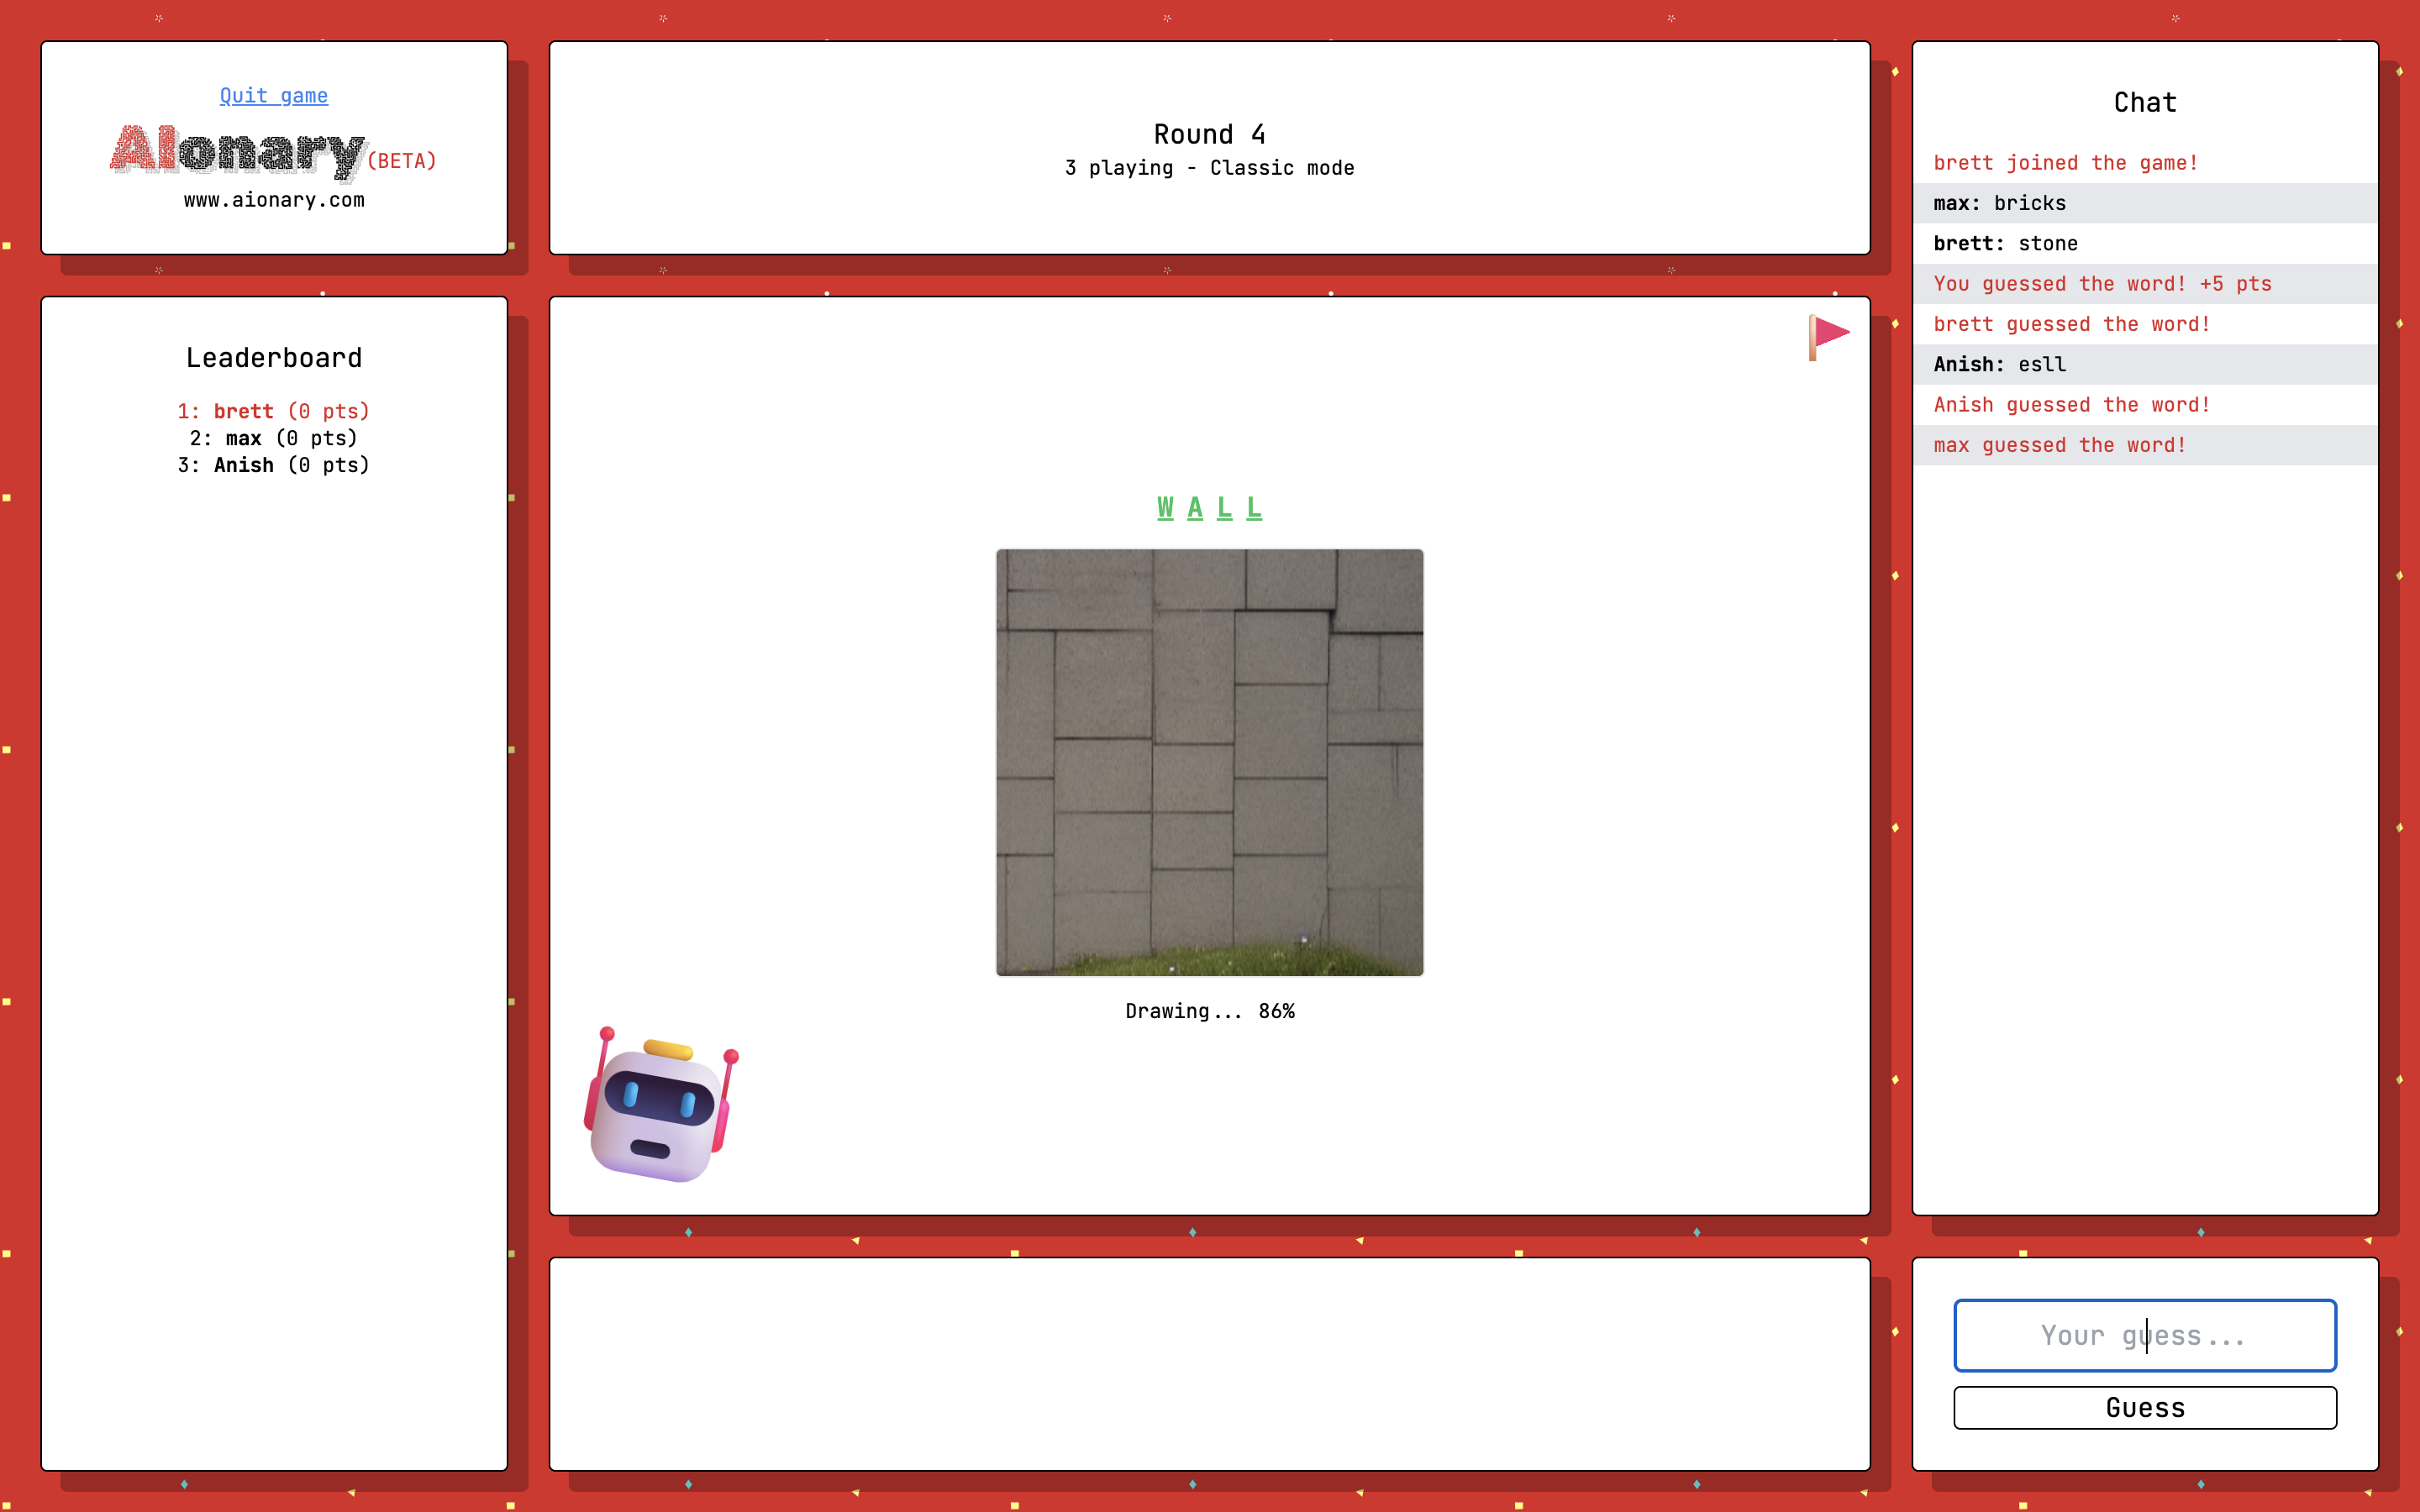 Quit game
AIonary(BETA)
www.aionary.com
Round 4
3 playing - Classic mode
Leaderboard
1: brett (0 pts)
2: max (0 pts)
3: Anish (0 pts)
W A L L
Drawing... 86%
Chat
brett joined the game!
max: bricks
brett: stone
You guessed the word! +5 pts
brett guessed the word!
Anish: esll
Anish guessed the word!
max guessed the word!
Your guess...
Guess